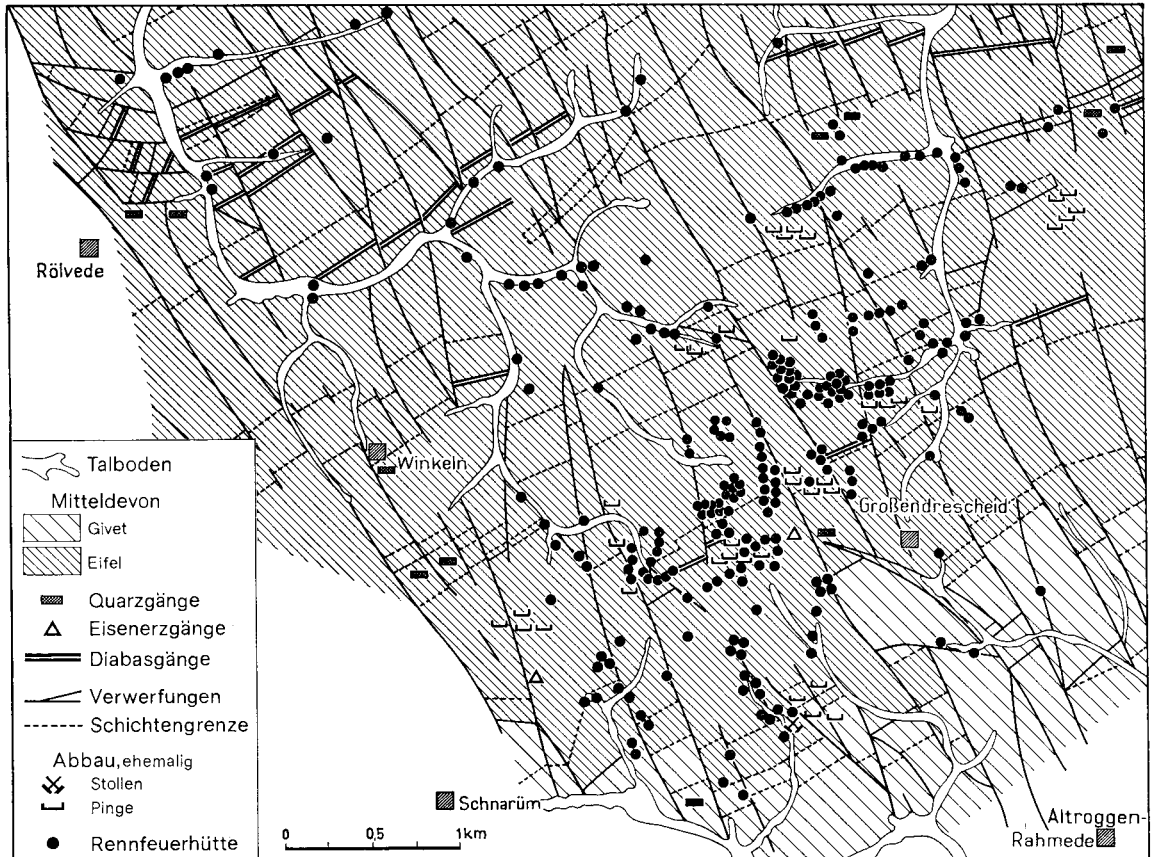 Rölvede
Winkeln
Großendrescheid
Schnarüm
Altroggen-
Rahmede
Talboden
Mitteldevon
Givet
Eifel
Quarzgänge
Eisenerzgänge
Diabasgänge
Verwerfungen
Schichtengrenze
Abbau, ehemalig
Stollen
Pinge
Rennfeuerhütte
0 0,5 1km